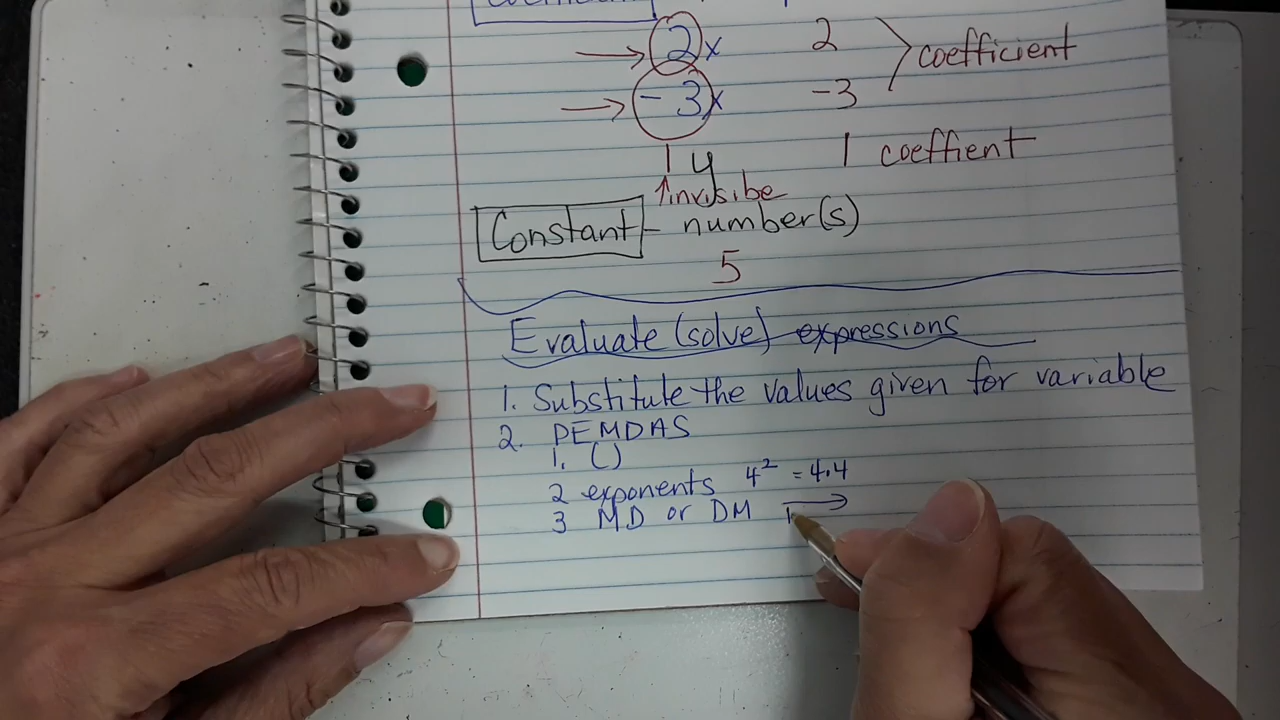 2x 2
coefficient
-3x -3
1 y 1 coeffient
invisibe
Constant - number(s)
5
Evaluate (solve) expressions
1. Substitute the values given for variable
2. PEMDAS
1. ()
2 exponents 4² = 4.4
3 MD or DM →